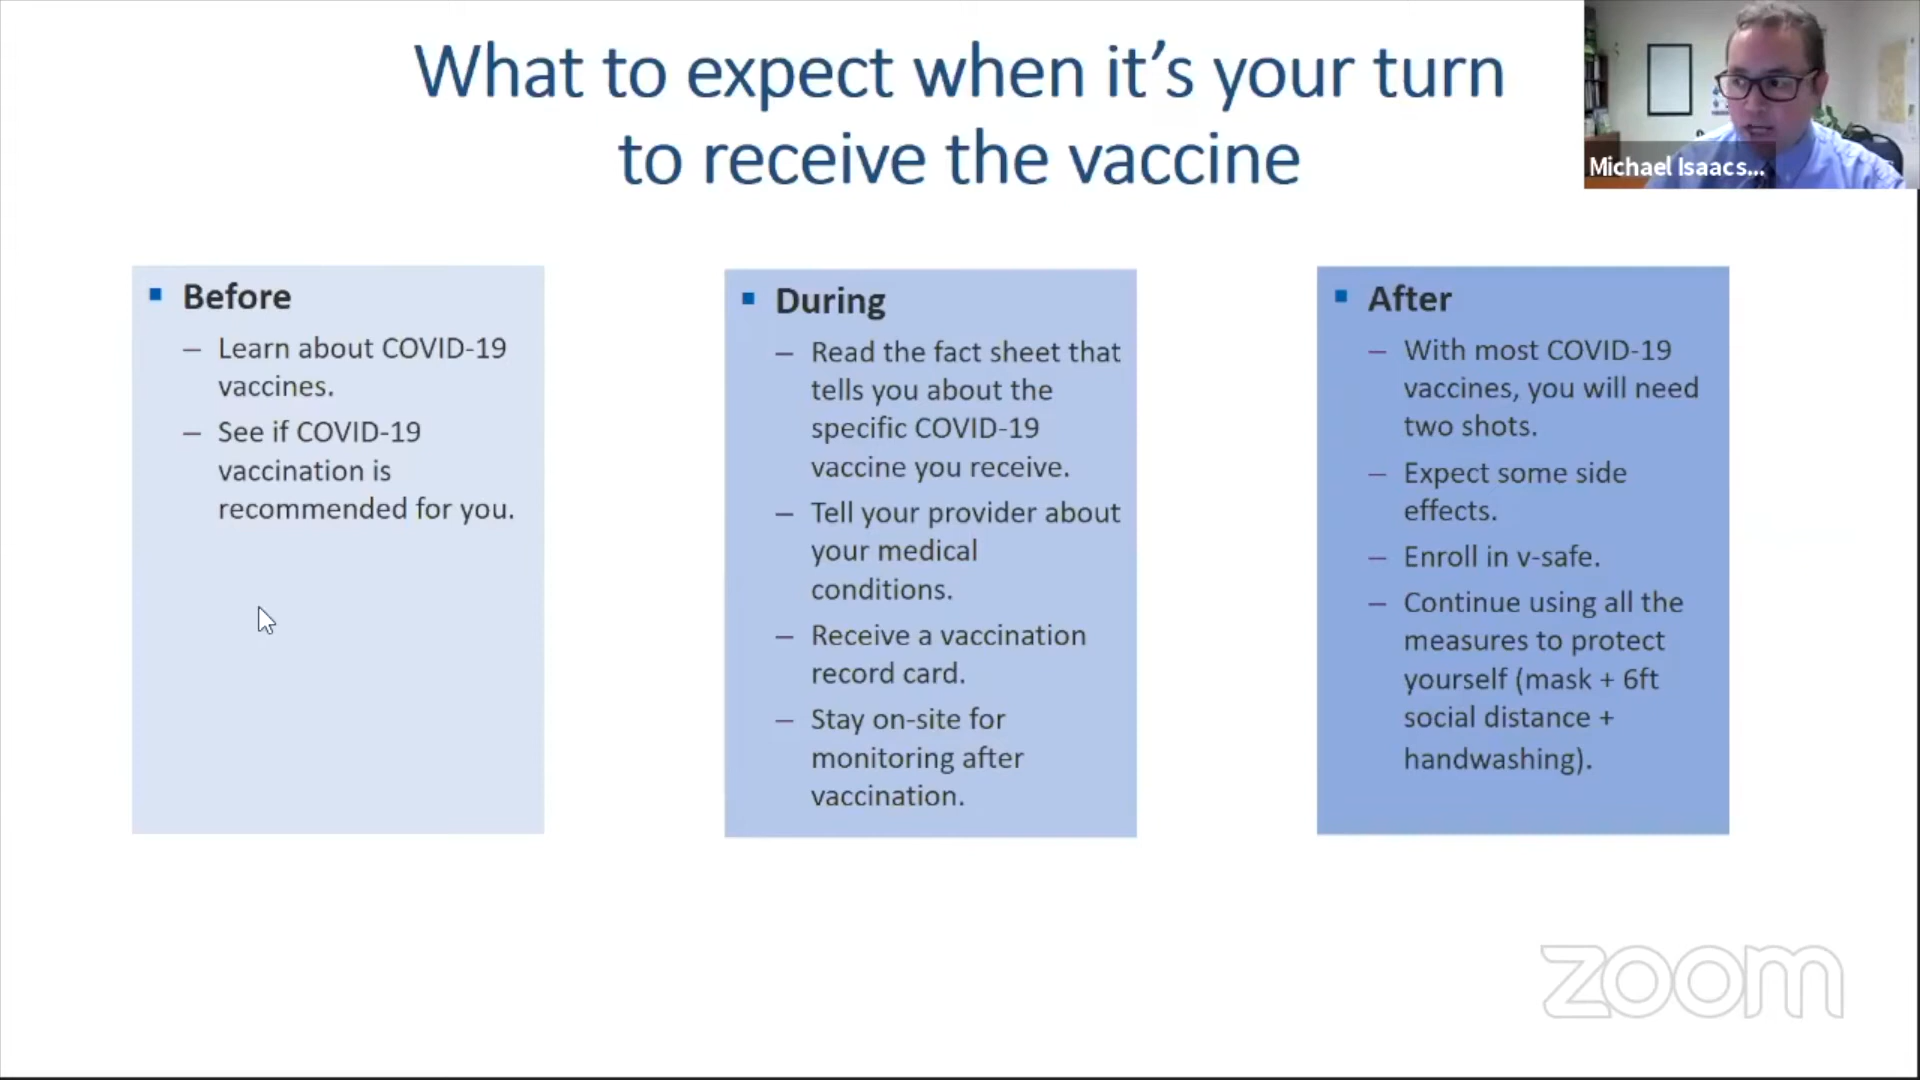 What to expect when it's your turn
to receive the vaccine
Michael Isaacs...
▪ Before
– Learn about COVID-19
vaccines.
– See if COVID-19
vaccination is
recommended for you.
▪ During
– Read the fact sheet that
tells you about the
specific COVID-19
vaccine you receive.
– Tell your provider about
your medical
conditions.
– Receive a vaccination
record card.
– Stay on-site for
monitoring after
vaccination.
▪ After
– With most COVID-19
vaccines, you will need
two shots.
– Expect some side
effects.
– Enroll in v-safe.
– Continue using all the
measures to protect
yourself (mask + 6ft
social distance +
handwashing).
zoom